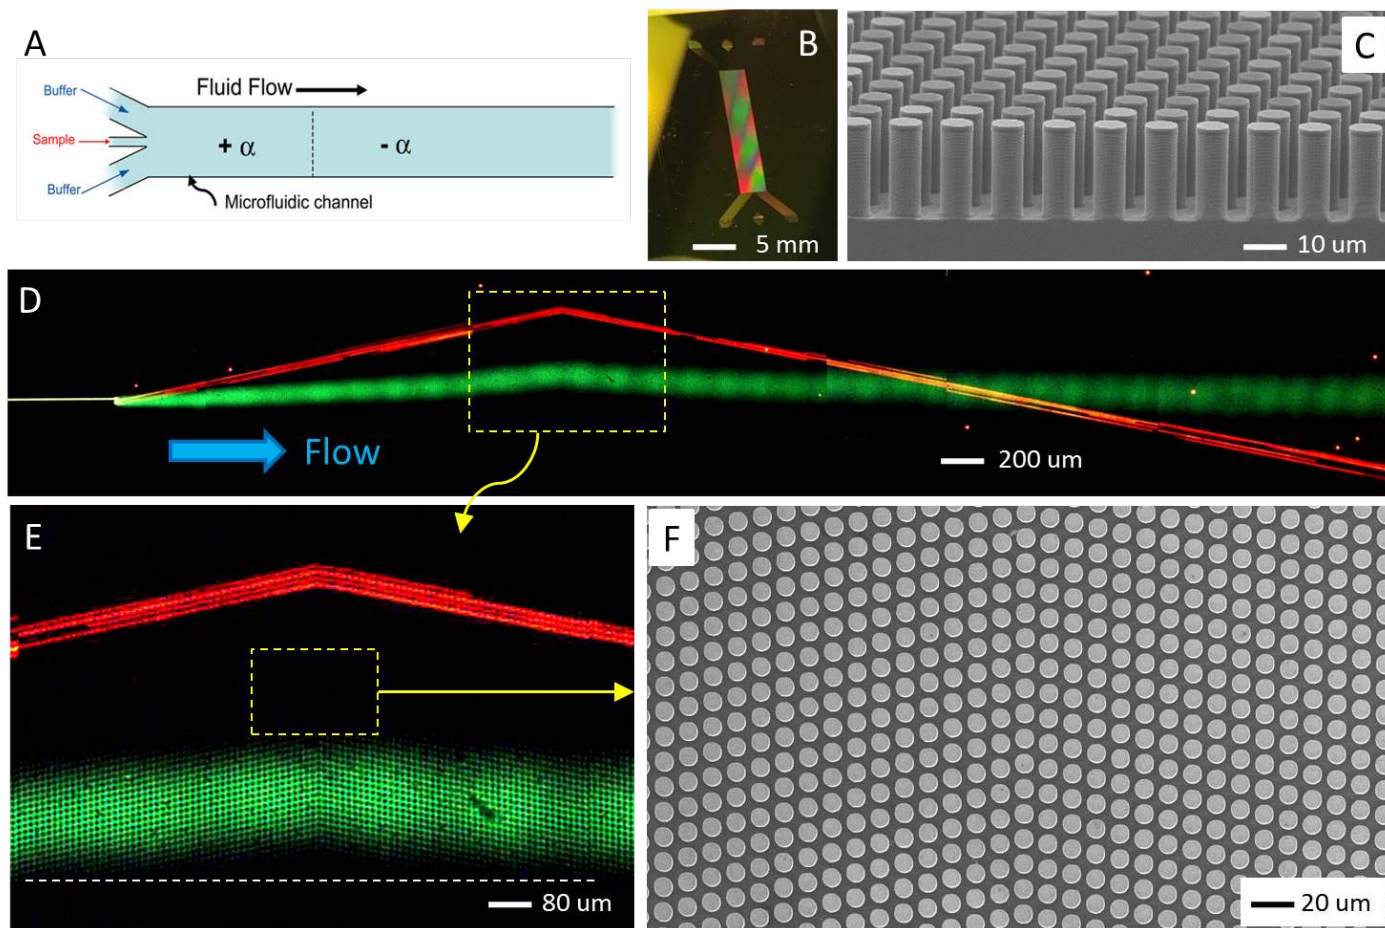 A
Fluid Flow
Buffer
Sample
+ α
- α
Buffer
Microfluidic channel
B
5 mm
C
10 um
D
Flow
200 um
E
80 um
F
20 um